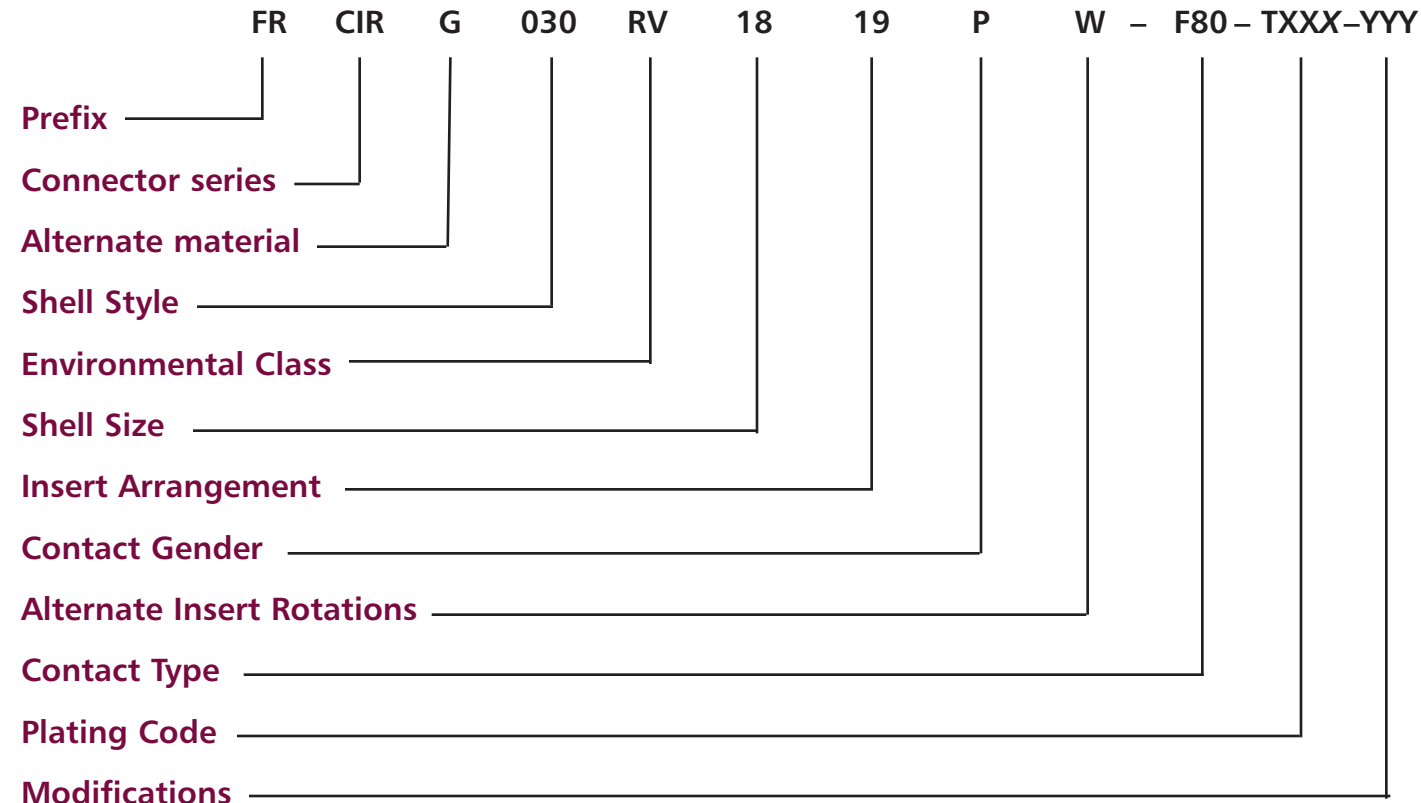 FR CIR G 030 RV 18 19 P W – F80 – TXXX –YYY
Prefix
Connector series
Alternate material
Shell Style
Environmental Class
Shell Size
Insert Arrangement
Contact Gender
Alternate Insert Rotations
Contact Type
Plating Code
Modifications